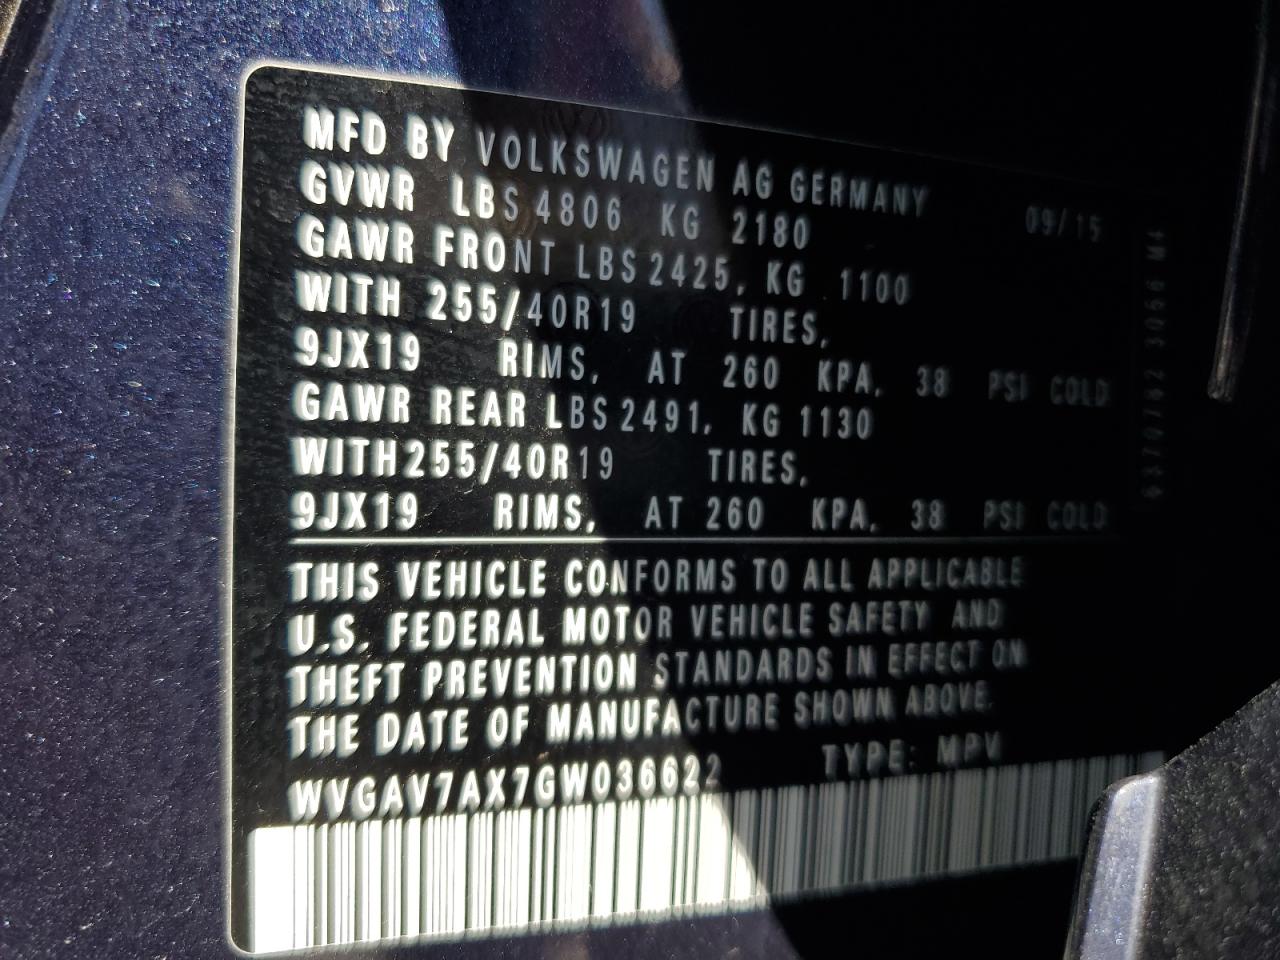 MFD BY VOLKSWAGEN AG GERMANY 09/15
GVWR LBS 4806 KG 2180
GAWR FRONT LBS 2425, KG 1100
WITH 255/40R19 TIRES,
9JX19 RIMS, AT 260 KPA, 38 PSI COLD
GAWR REAR LBS 2491, KG 1130
WITH 255/40R19 TIRES,
9JX19 RIMS, AT 260 KPA, 38 PSI COLD
THIS VEHICLE CONFORMS TO ALL APPLICABLE
U.S. FEDERAL MOTOR VEHICLE SAFETY AND
THEFT PREVENTION STANDARDS IN EFFECT ON
THE DATE OF MANUFACTURE SHOWN ABOVE.
WVGAV7AX7GW036622 TYPE: MPV